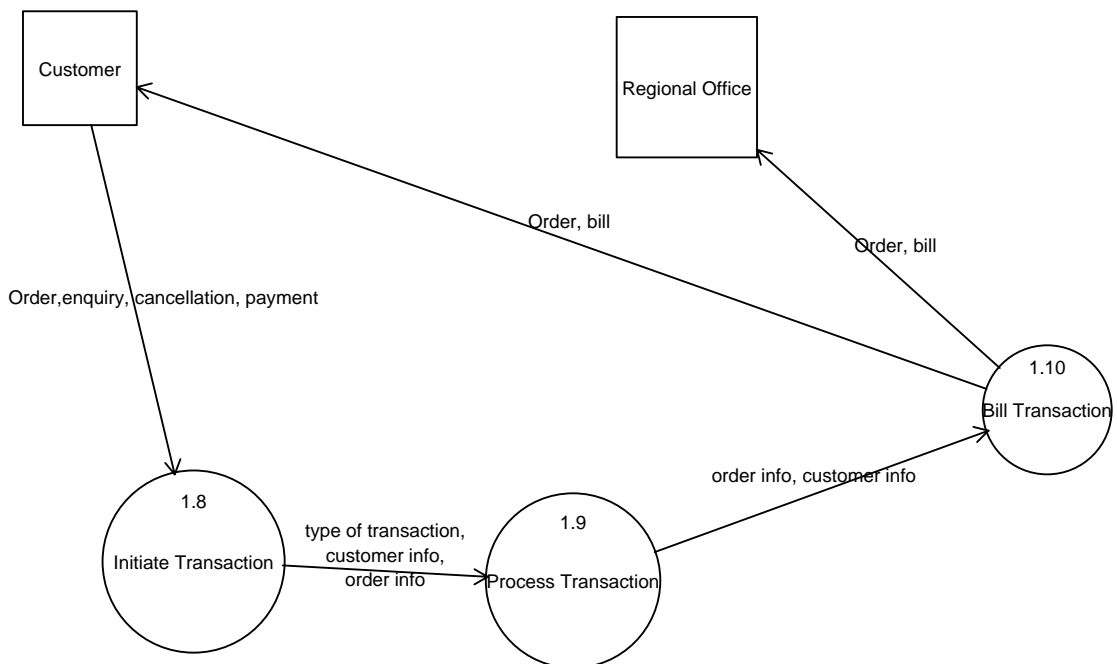 Customer
Regional Office
Order, bill
Order, bill
Order,enquiry, cancellation, payment
1.10
Bill Transaction
order info, customer info
1.8
Initiate Transaction
type of transaction,
customer info,
order info
1.9
Process Transaction